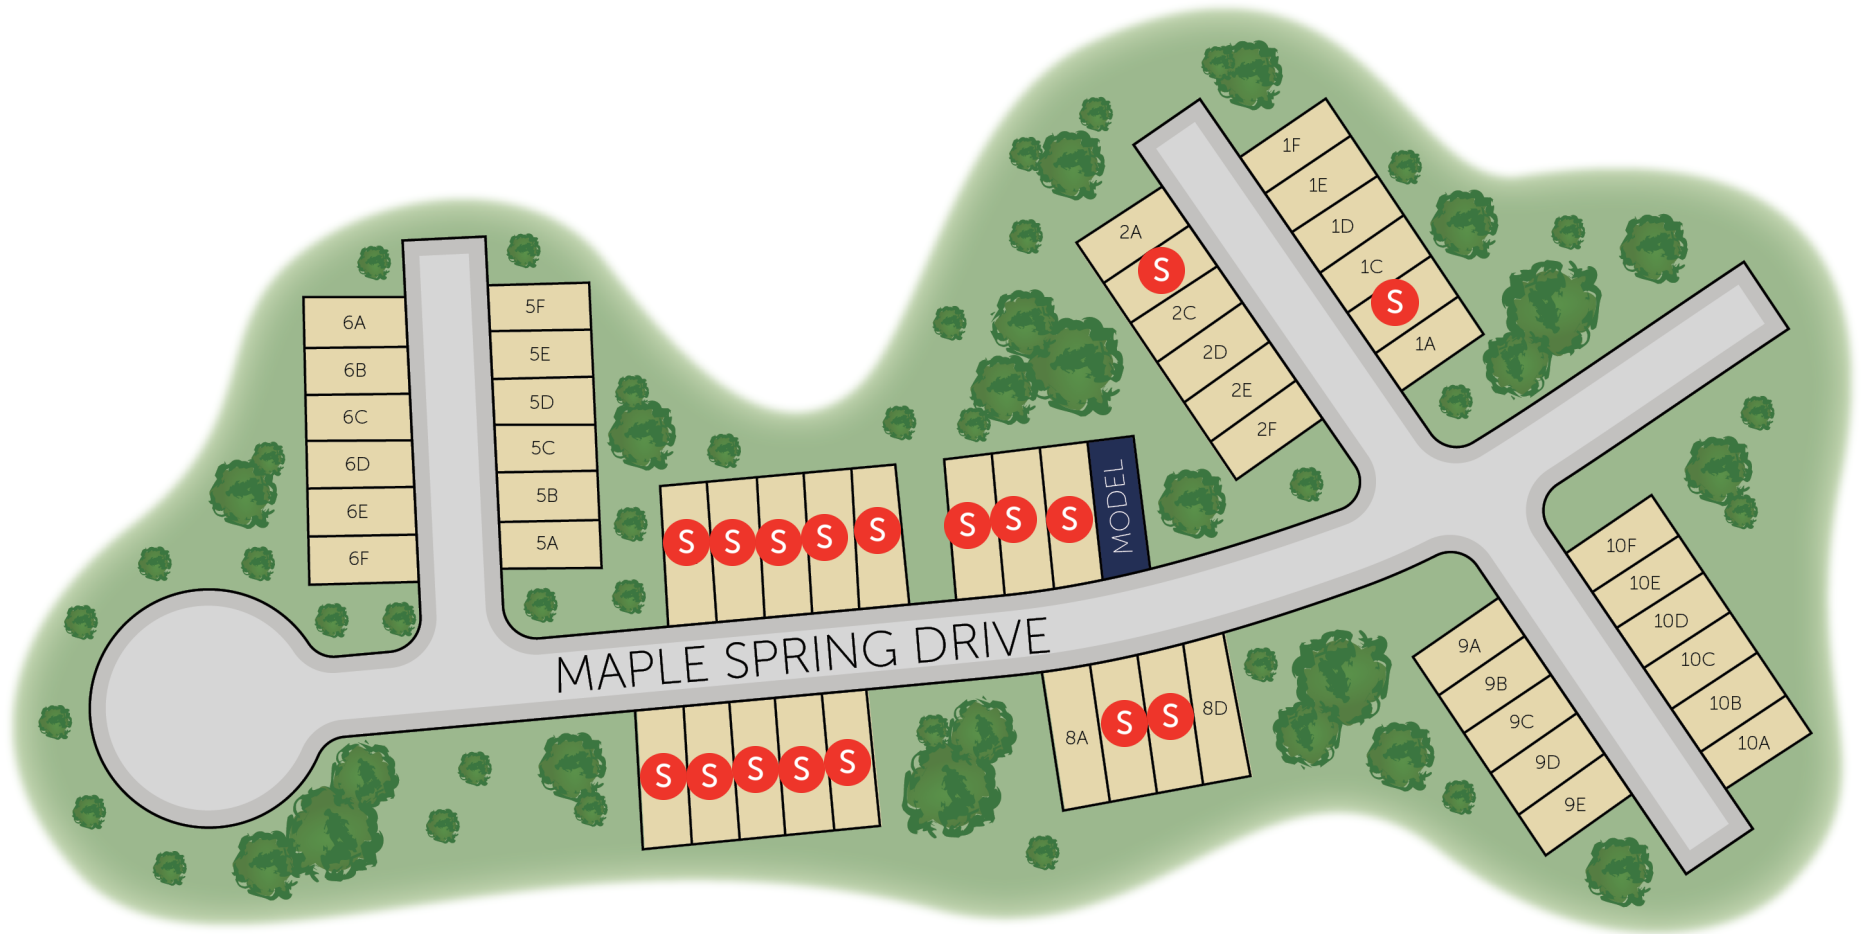 1F
1E
1D
1C
S
1A
2A
S
2C
2D
2E
2F
6A
6B
6C
6D
6E
6F
5F
5E
5D
5C
5B
5A
S
S
S
S
S
S
S
S
MODEL
MAPLE SPRING DRIVE
S
S
S
S
S
8A
S
S
8D
9A
9B
9C
9D
9E
10F
10E
10D
10C
10B
10A